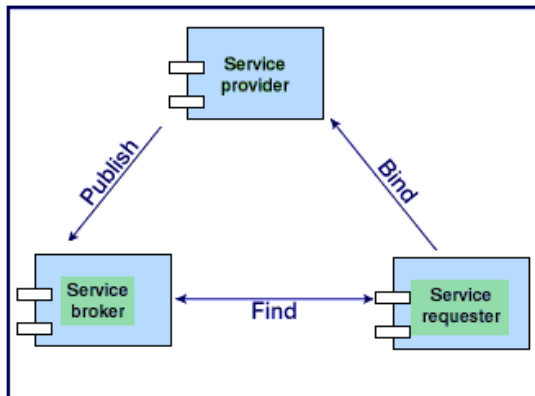 Service
provider
Publish
Bind
Service
broker
Find
Service
requester